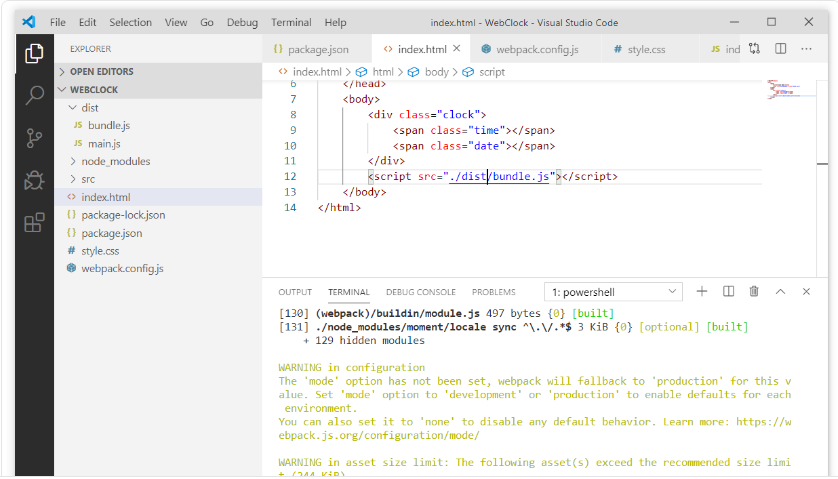 File Edit Selection View Go Debug Terminal Help index.html - WebClock - Visual Studio Code
EXPLORER
OPEN EDITORS
WEBCLOCK
dist
JS bundle.js
JS main.js
node_modules
src
<> index.html
{} package-lock.json
{} package.json
# style.css
webpack.config.js
{} package.json <> index.html webpack.config.js # style.css JS ind
<> index.html > html > body > script
6 </head>
7 <body>
8 <div class="clock">
9 <span class="time"></span>
10 <span class="date"></span>
11 </div>
12 <script src="./dist/bundle.js"></script>
13 </body>
14 </html>
OUTPUT TERMINAL DEBUG CONSOLE PROBLEMS 1: powershell
[130] (webpack)/buildin/module.js 497 bytes {0} [built]
[131] ./node_modules/moment/locale sync ^\.\/.*$ 3 KiB {0} [optional] [built]
+ 129 hidden modules
WARNING in configuration
The 'mode' option has not been set, webpack will fallback to 'production' for this v
alue. Set 'mode' option to 'development' or 'production' to enable defaults for each
environment.
You can also set it to 'none' to disable any default behavior. Learn more: https://w
ebpack.js.org/configuration/mode/
WARNING in asset size limit: The following asset(s) exceed the recommended size limi
t (244 KiB)